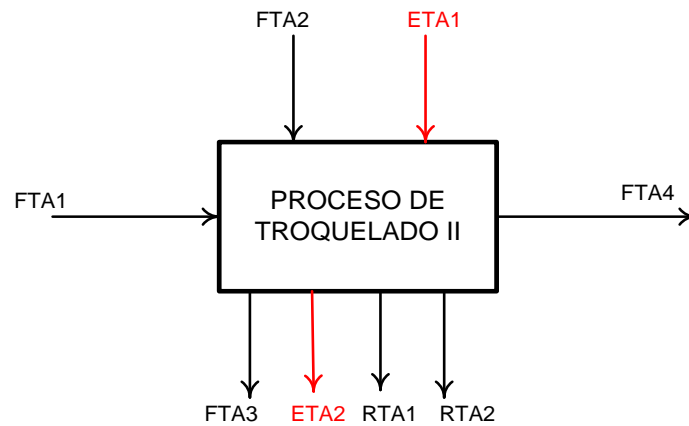 FTA2 ETA1
FTA1
PROCESO DE
TROQUELADO II
FTA4
FTA3 ETA2 RTA1 RTA2